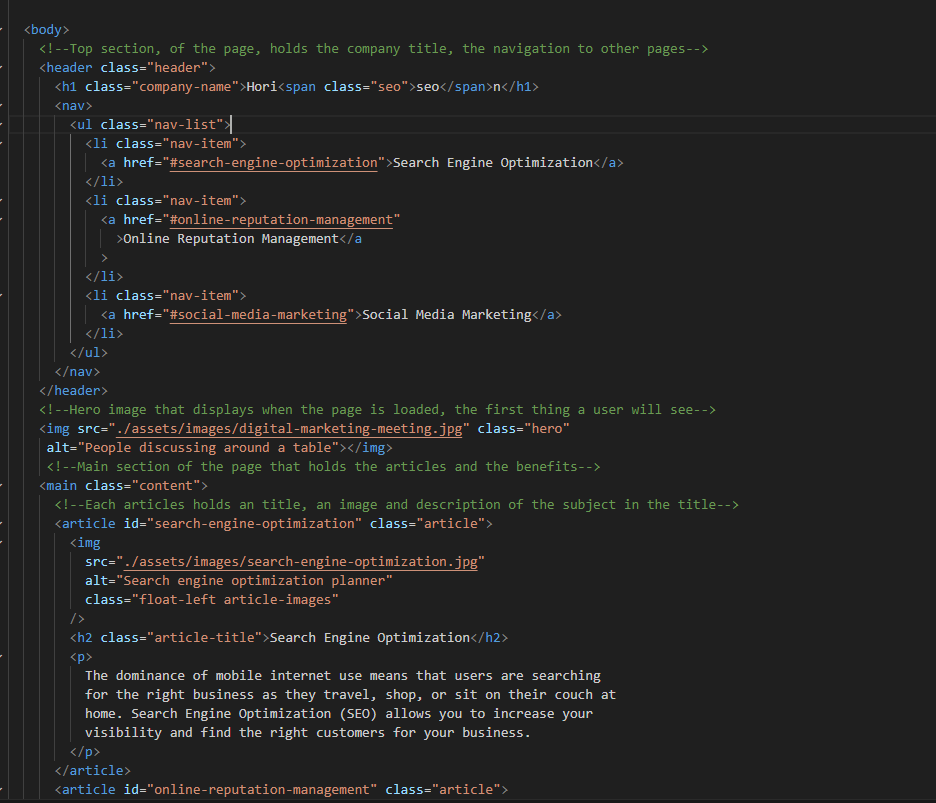 <body>
<!--Top section, of the page, holds the company title, the navigation to other pages-->
<header class="header">
<h1 class="company-name">Hori<span class="seo">seo</span>n</h1>
<nav>
<ul class="nav-list">
<li class="nav-item">
<a href="#search-engine-optimization">Search Engine Optimization</a>
</li>
<li class="nav-item">
<a href="#online-reputation-management"
>Online Reputation Management</a
>
</li>
<li class="nav-item">
<a href="#social-media-marketing">Social Media Marketing</a>
</li>
</ul>
</nav>
</header>
<!--Hero image that displays when the page is loaded, the first thing a user will see-->
<img src="./assets/images/digital-marketing-meeting.jpg" class="hero"
alt="People discussing around a table"></img>
<!--Main section of the page that holds the articles and the benefits-->
<main class="content">
<!--Each articles holds an title, an image and description of the subject in the title-->
<article id="search-engine-optimization" class="article">
<img
src="./assets/images/search-engine-optimization.jpg"
alt="Search engine optimization planner"
class="float-left article-images"
/>
<h2 class="article-title">Search Engine Optimization</h2>
<p>
The dominance of mobile internet use means that users are searching
for the right business as they travel, shop, or sit on their couch at
home. Search Engine Optimization (SEO) allows you to increase your
visibility and find the right customers for your business.
</p>
</article>
<article id="online-reputation-management" class="article">